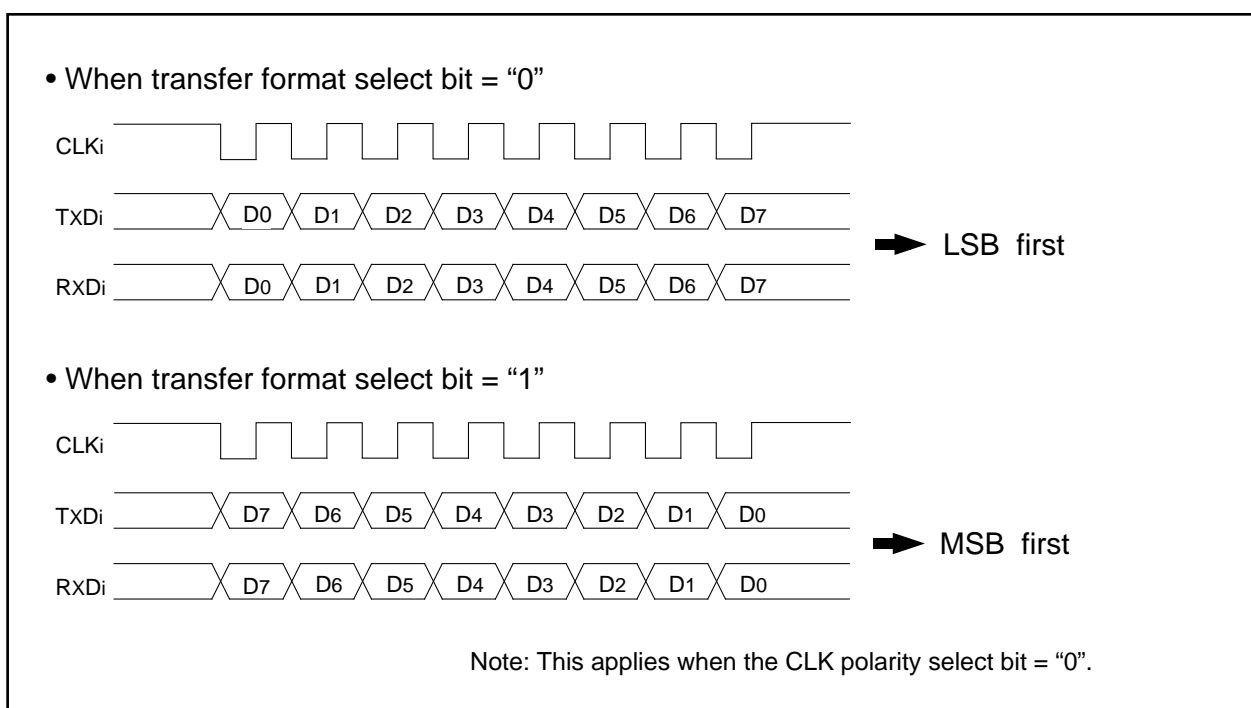 • When transfer format select bit = “0”
CLKi
TXDi D0 D1 D2 D3 D4 D5 D6 D7
RXDi D0 D1 D2 D3 D4 D5 D6 D7
LSB first
• When transfer format select bit = “1”
CLKi
TXDi D7 D6 D5 D4 D3 D2 D1 D0
RXDi D7 D6 D5 D4 D3 D2 D1 D0
MSB first
Note: This applies when the CLK polarity select bit = “0”.